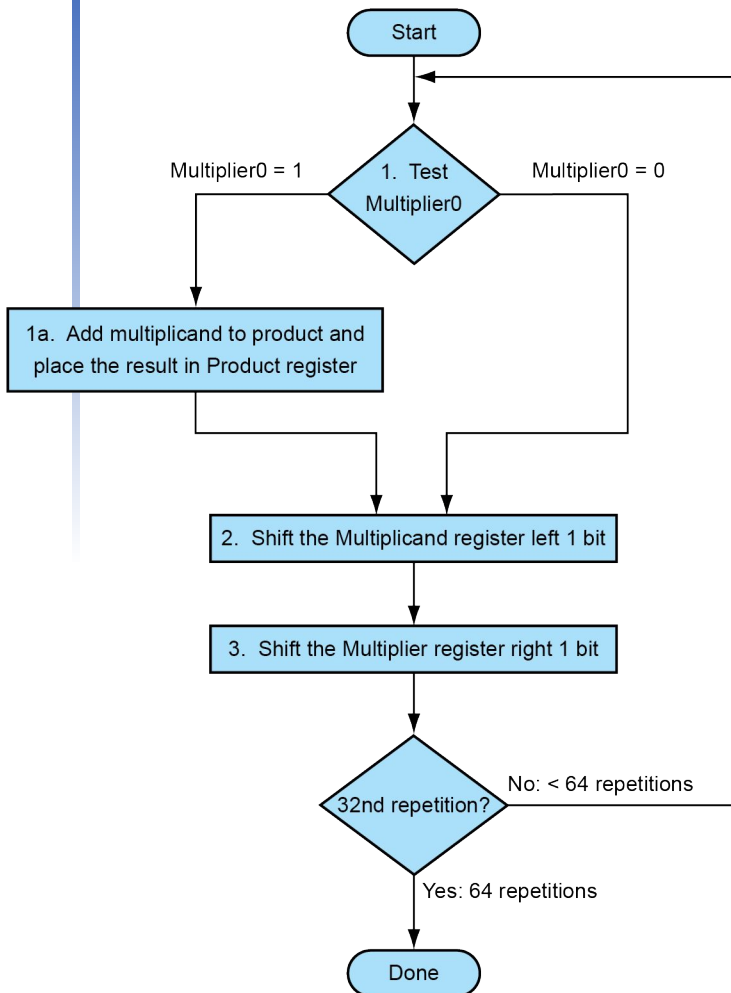 Start
Multiplier0 = 1
1. Test
Multiplier0
Multiplier0 = 0
1a. Add multiplicand to product and
place the result in Product register
2. Shift the Multiplicand register left 1 bit
3. Shift the Multiplier register right 1 bit
32nd repetition?
No: < 64 repetitions
Yes: 64 repetitions
Done